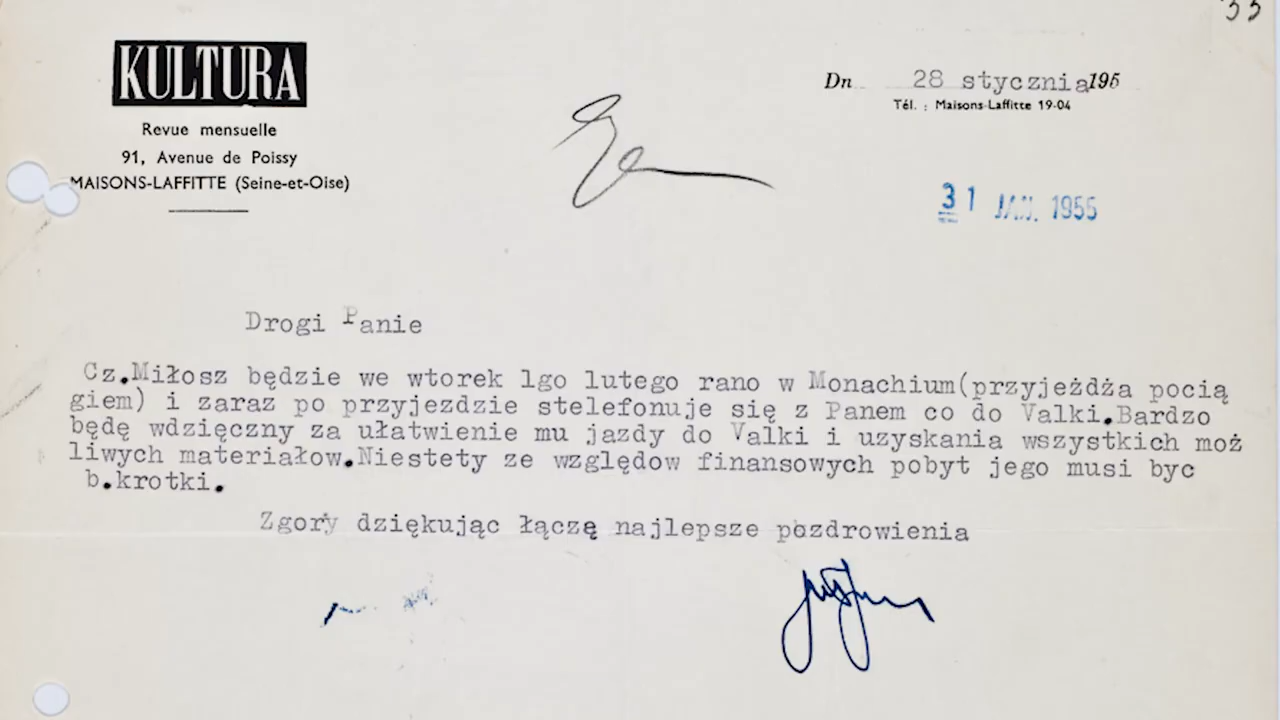 33
KULTURA
Revue mensuelle
91, Avenue de Poissy
MAISONS-LAFFITTE (Seine-et-Oise)
Dn 28 stycznia 195
Tél. : Maisons-Laffitte 19-04
31 JAN. 1955
Drogi Panie
Cz.Miłosz będzie we wtorek 1go lutego rano w Monachium(przyjeżdża pocią
giem) i zaraz po przyjezdzie stelefonuje się z Panem co do Valki.Bardzo
będę wdzięczny za ułatwienie mu jazdy do Valki i uzyskania wszystkich moż
liwych materiałow.Niestety ze względow finansowych pobyt jego musi byc
b.krotki.
Zgory dziękując łączę najlepsze pozdrowienia